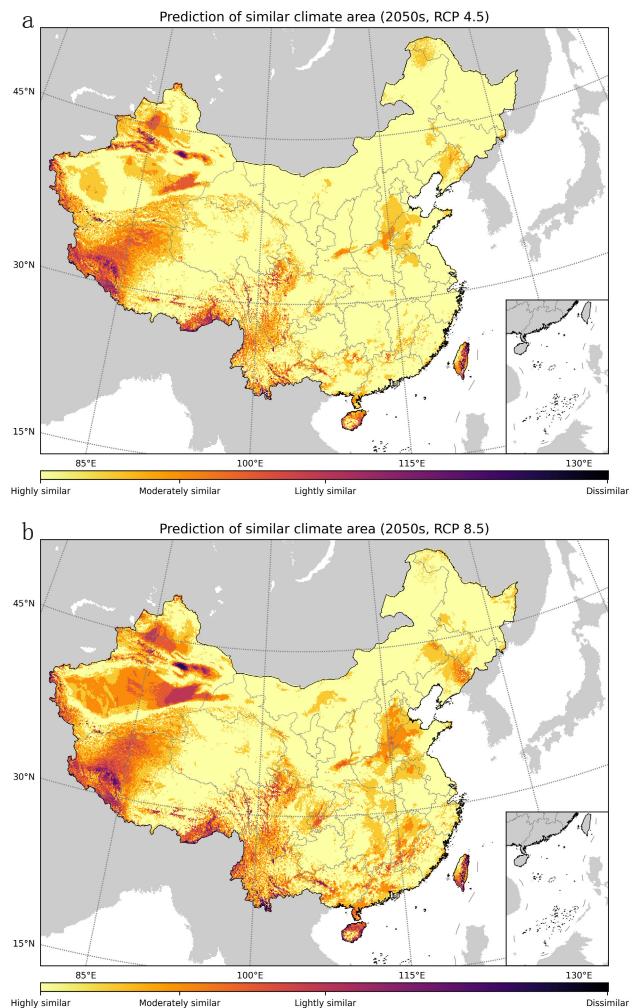 a
Prediction of similar climate area (2050s, RCP 4.5)
45°N
30°N
15°N
85°E 100°E 115°E 130°E
Highly similar Moderately similar Lightly similar Dissimilar
b
Prediction of similar climate area (2050s, RCP 8.5)
45°N
30°N
15°N
85°E 100°E 115°E 130°E
Highly similar Moderately similar Lightly similar Dissimilar